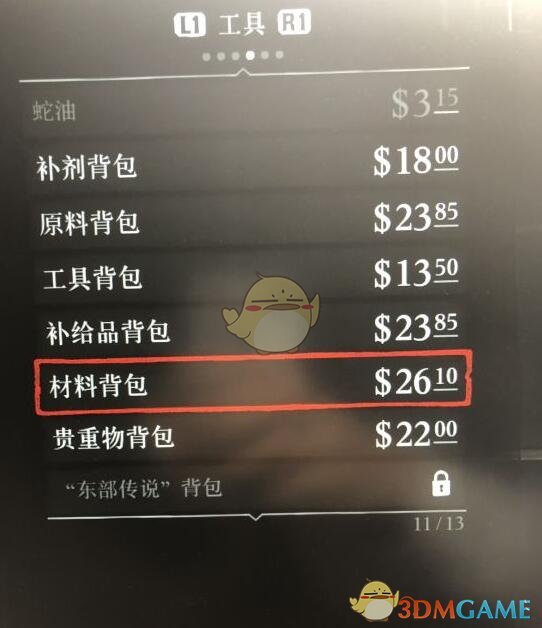 L1 工具 R1
蛇油 $3.15
补剂背包 $18.00
原料背包 $23.85
工具背包 $13.50
补给品背包 $23.85
材料背包 $26.10
贵重物背包 $22.00
“东部传说”背包
11/13
3DMGAME